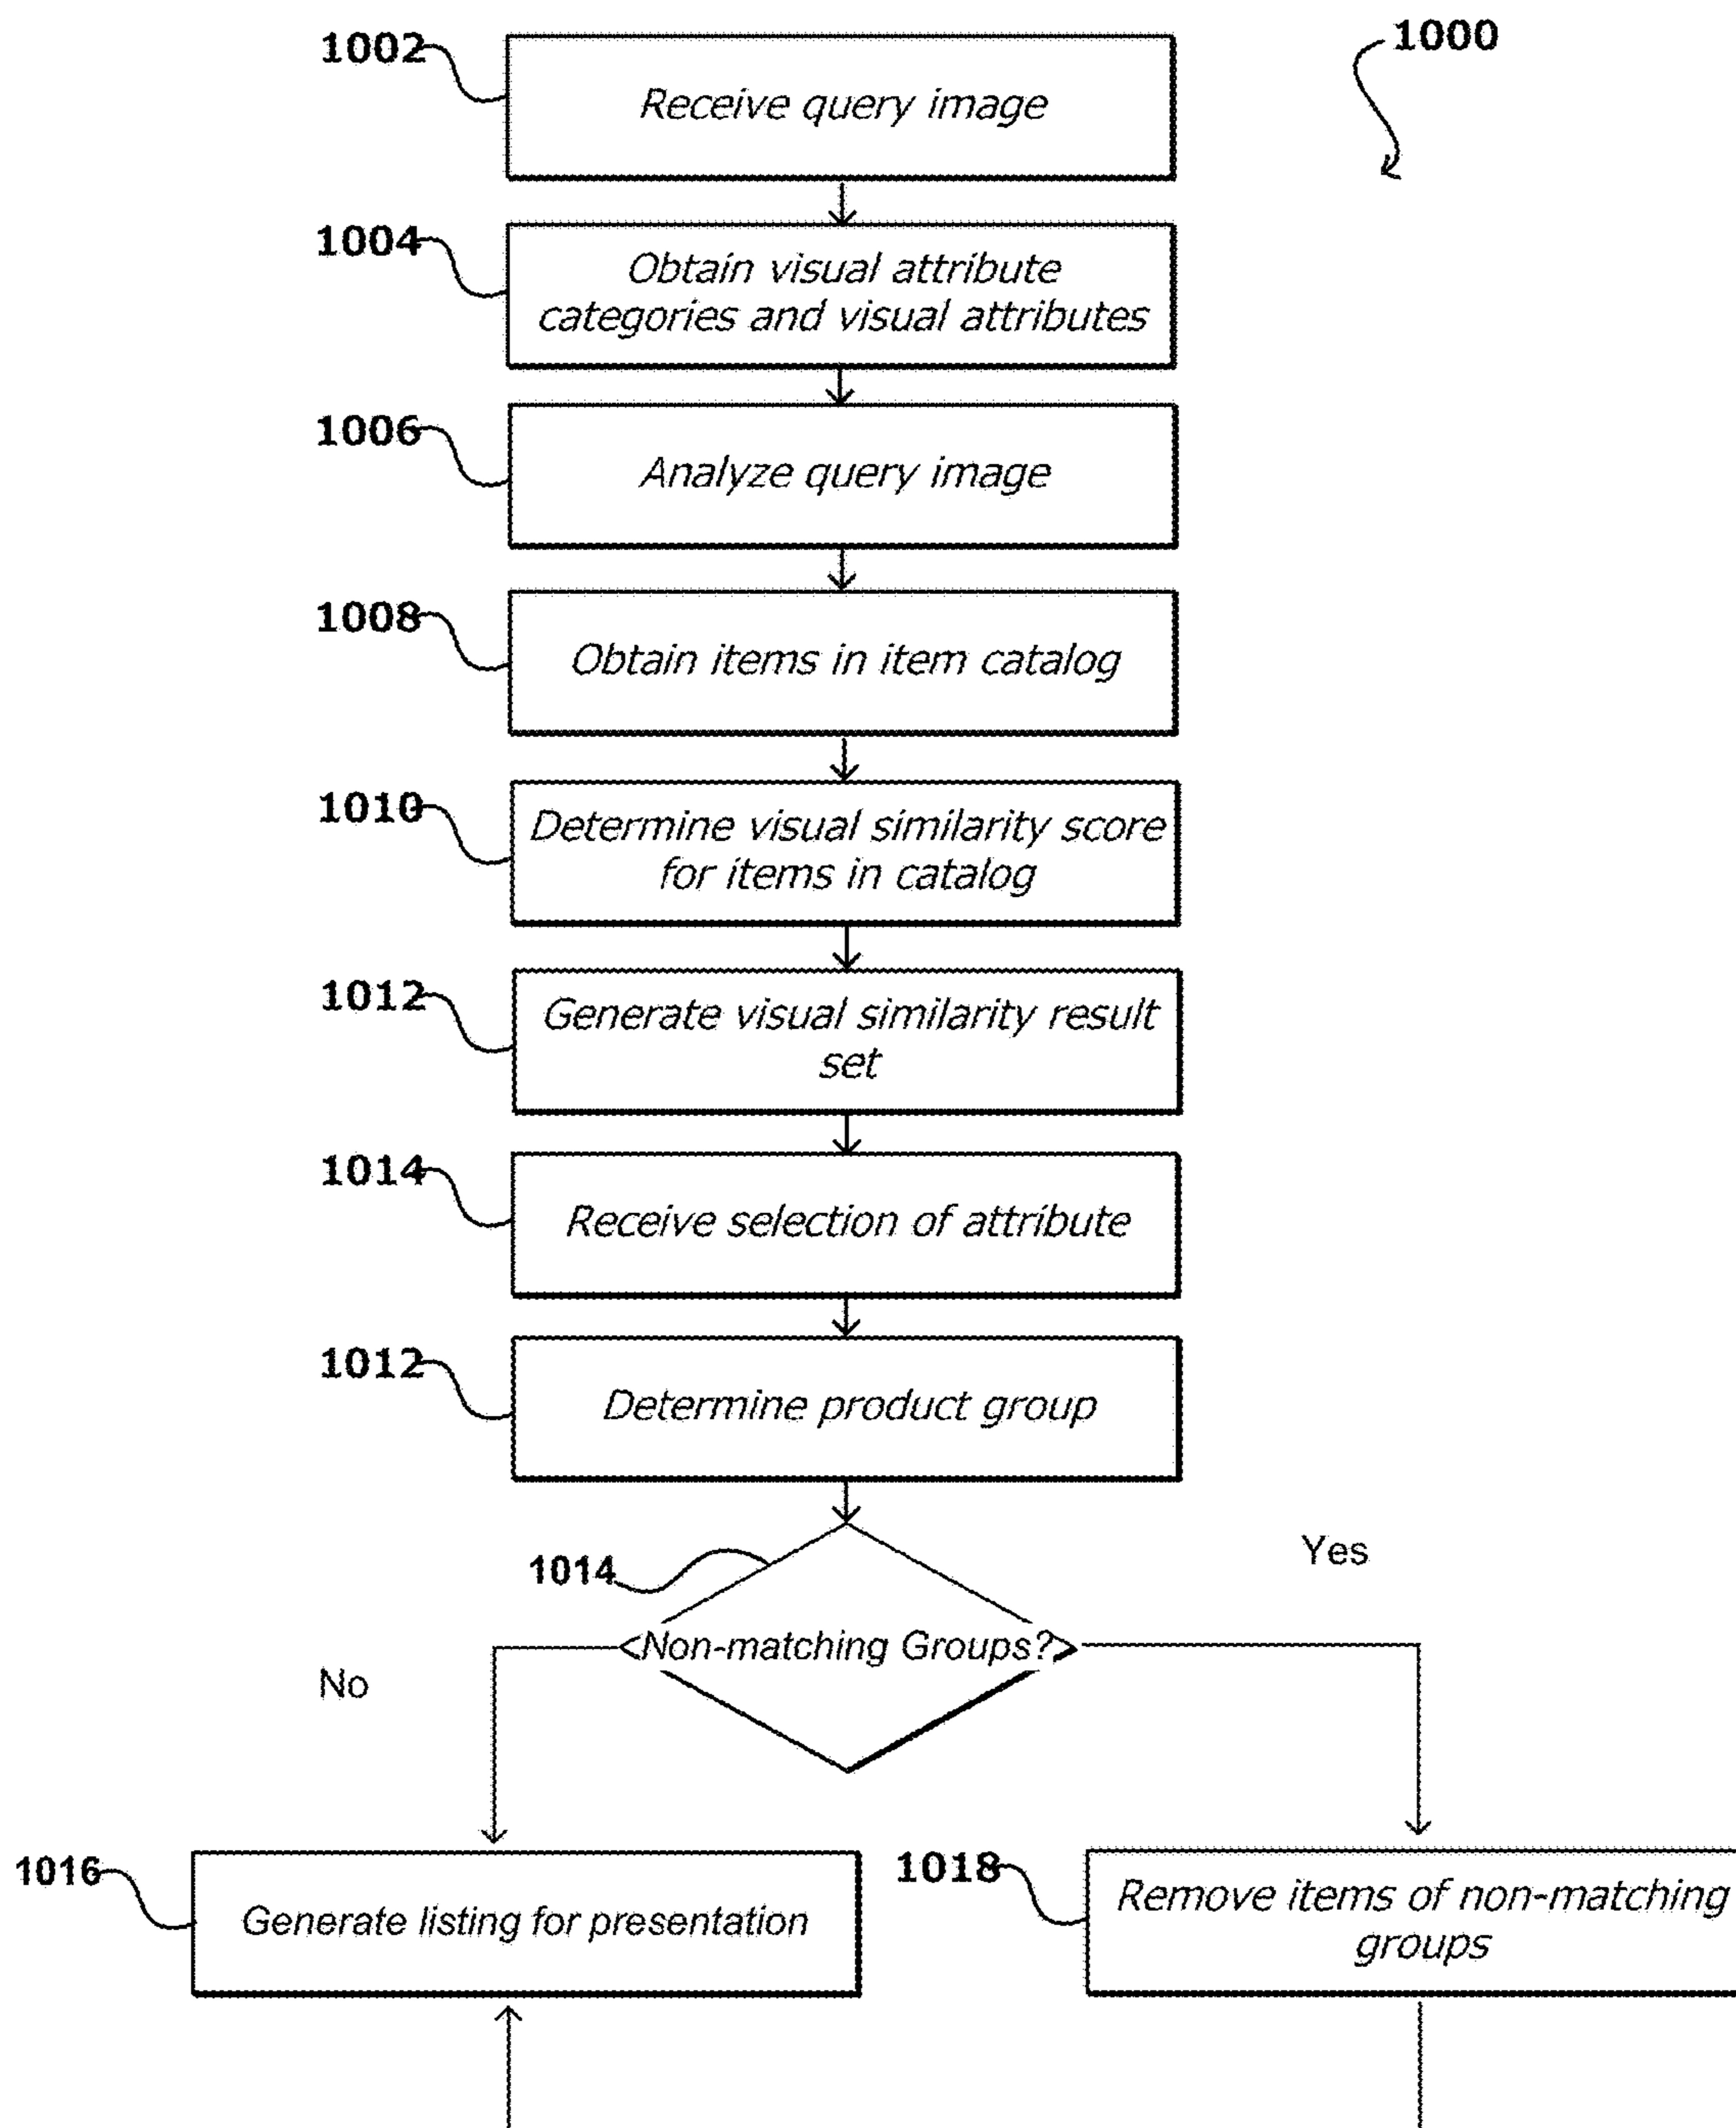 1000
1002
Receive query image
1004
Obtain visual attribute
categories and visual attributes
1006
Analyze query image
1008
Obtain items in item catalog
1010
Determine visual similarity score
for items in catalog
1012
Generate visual similarity result
set
1014
Receive selection of attribute
1012
Determine product group
1014
Non-matching Groups?
Yes
No
1016
Generate listing for presentation
1018
Remove items of non-matching
groups